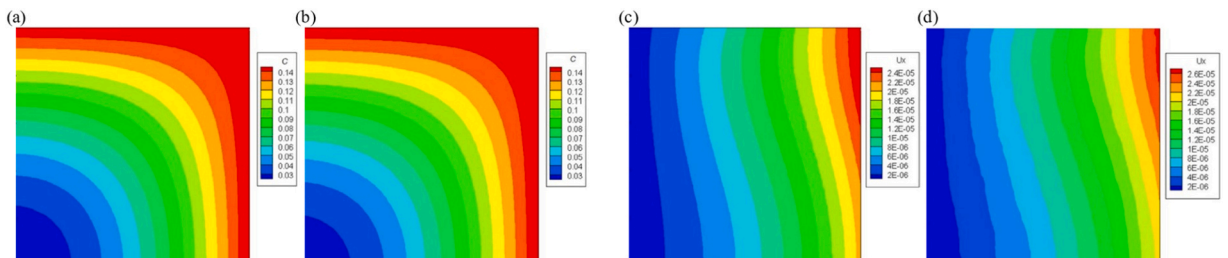 (a)
(b)
(c)
(d)
C
0.14
0.13
0.12
0.11
0.1
0.09
0.08
0.07
0.06
0.05
0.04
0.03
C
0.14
0.13
0.12
0.11
0.1
0.09
0.08
0.07
0.06
0.05
0.04
0.03
Ux
2.4E-05
2.2E-05
2E-05
1.8E-05
1.6E-05
1.4E-05
1.2E-05
1E-05
8E-06
6E-06
4E-06
2E-06
Ux
2.6E-05
2.4E-05
2.2E-05
2E-05
1.8E-05
1.6E-05
1.4E-05
1.2E-05
1E-05
8E-06
6E-06
4E-06
2E-06